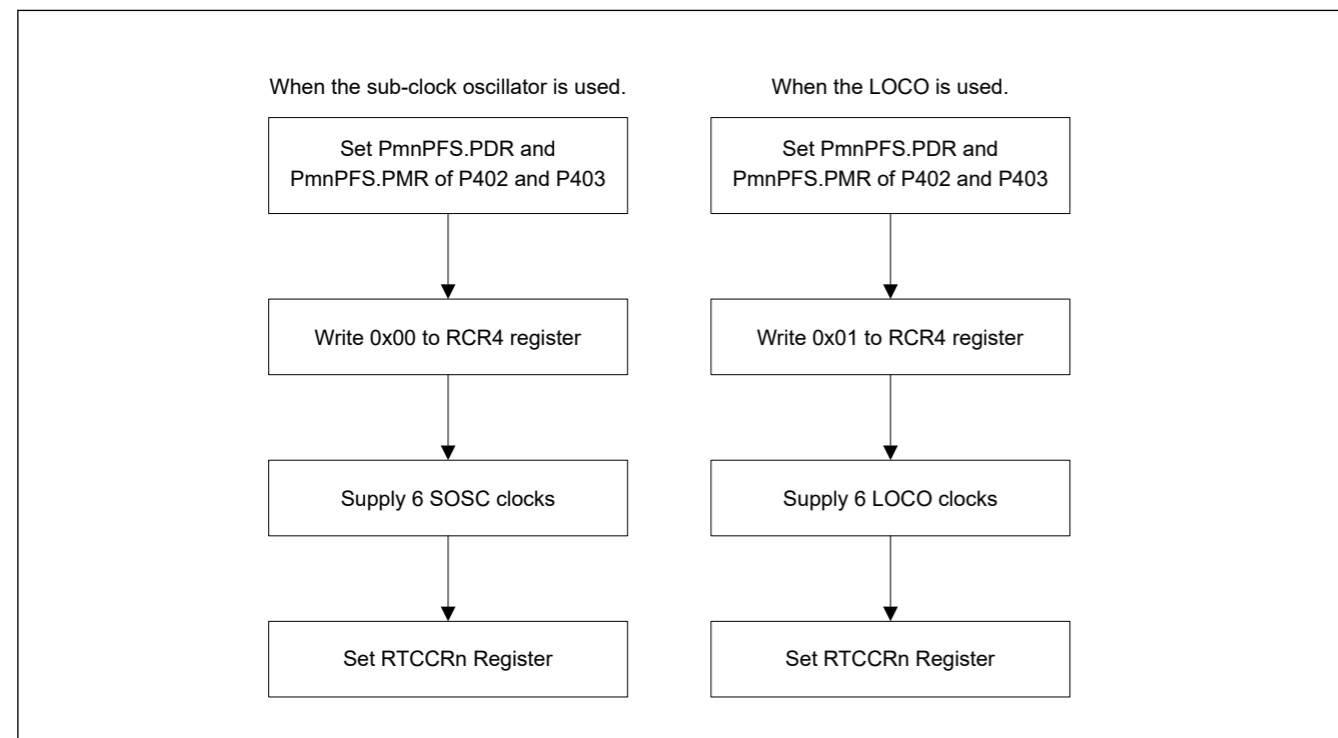 When the sub-clock oscillator is used.
Set PmnPFS.PDR and
PmnPFS.PMR of P402 and P403
Write 0x00 to RCR4 register
Supply 6 SOSC clocks
Set RTCCRn Register
When the LOCO is used.
Set PmnPFS.PDR and
PmnPFS.PMR of P402 and P403
Write 0x01 to RCR4 register
Supply 6 LOCO clocks
Set RTCCRn Register